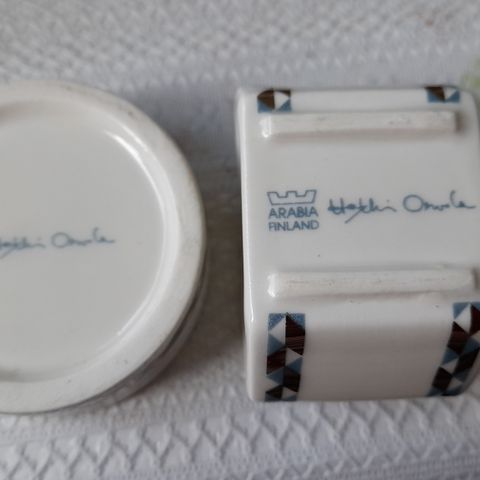 Heikki Orvola
ARABIA
FINLAND
Heikki Orvola